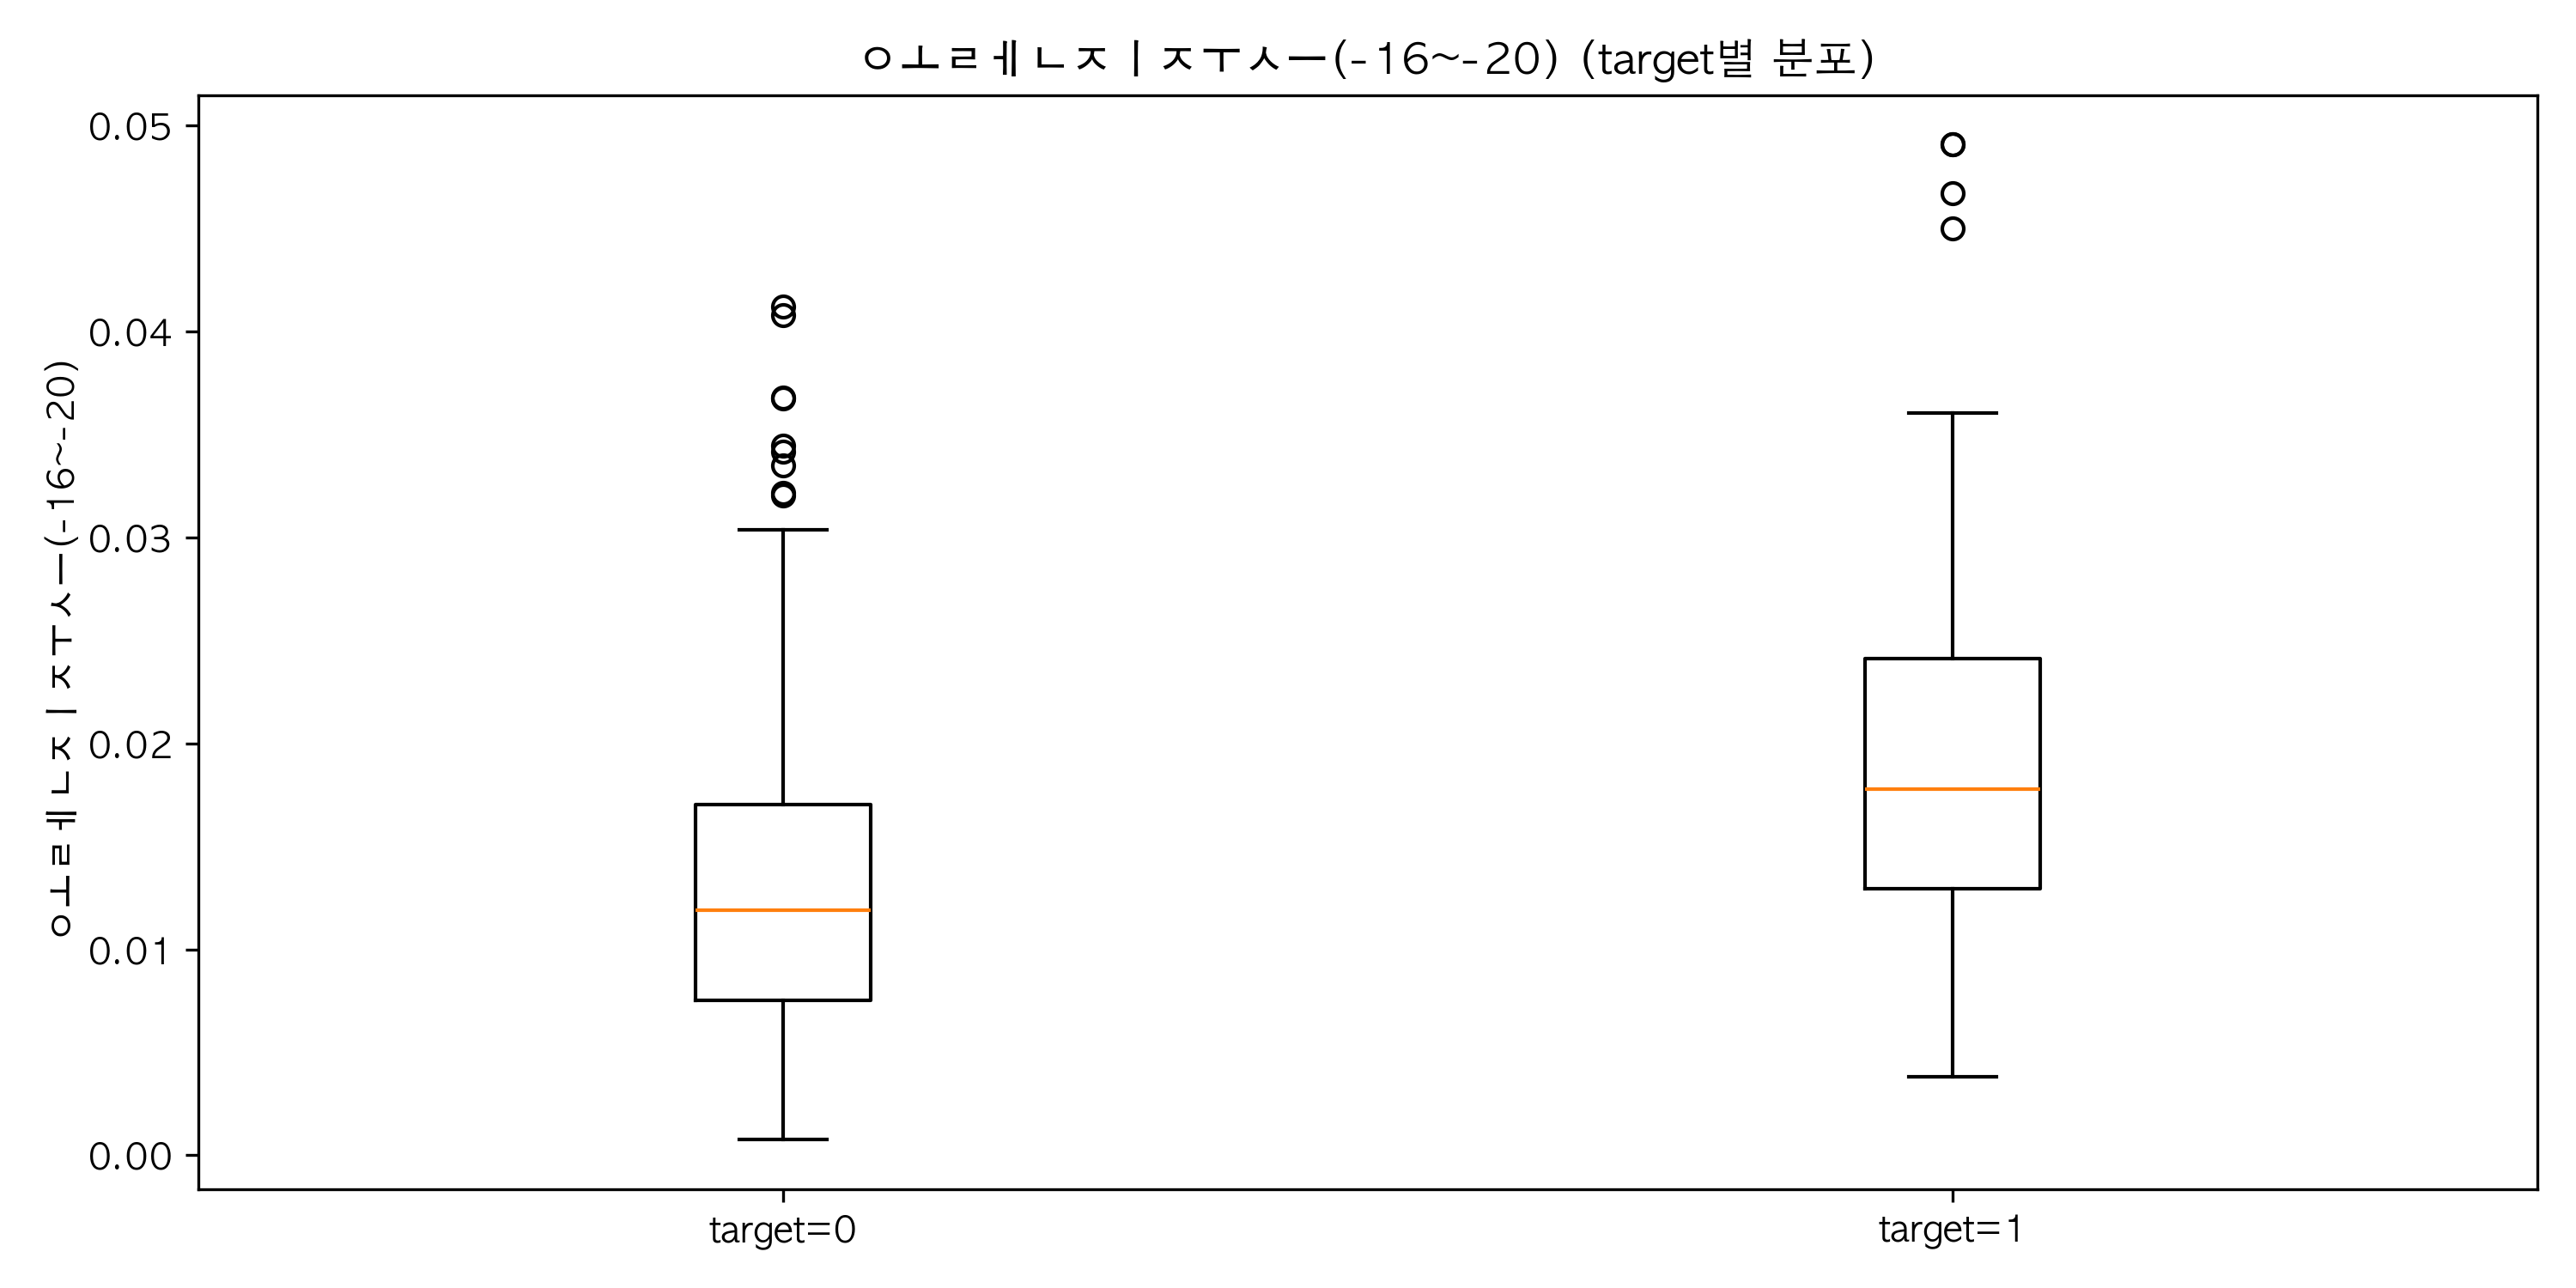 ㅇㅗㄹㅔㄴㅈㅣㅈㅜㅅㅡ(-16~-20) (target별 분포)
ㅇㅗㄹㅔㄴㅈㅣㅈㅜㅅㅡ(-16~-20)
0.05
0.04
0.03
0.02
0.01
0.00
target=0
target=1